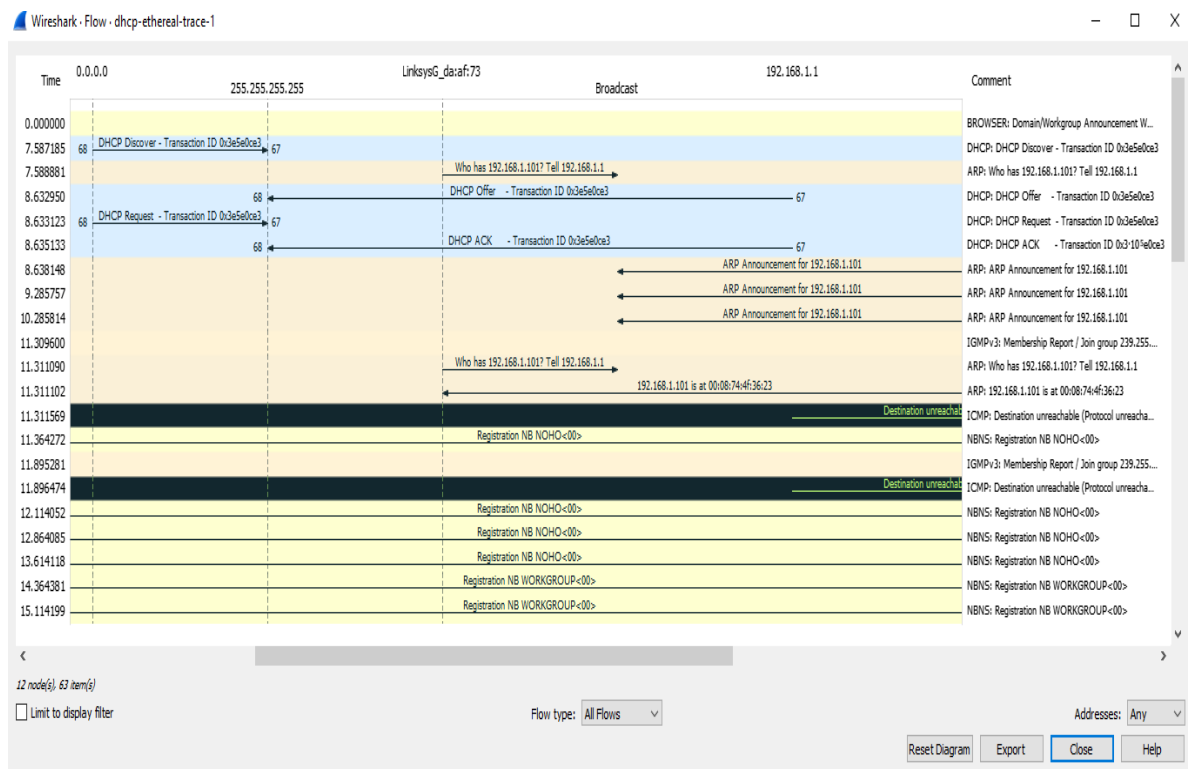 Wireshark · Flow · dhcp-ethereal-trace-1
Time 0.0.0.0 255.255.255.255 LinksysG_da:af:73 Broadcast 192.168.1.1 Comment
0.000000 BROWSER: Domain/Workgroup Announcement W...
7.587185 68 DHCP Discover - Transaction ID 0x3e5e0ce3 67 DHCP: DHCP Discover - Transaction ID 0x3e5e0ce3
7.588881 Who has 192.168.1.101? Tell 192.168.1.1 ARP: Who has 192.168.1.101? Tell 192.168.1.1
8.632950 68 DHCP Offer - Transaction ID 0x3e5e0ce3 67 DHCP: DHCP Offer - Transaction ID 0x3e5e0ce3
8.633123 68 DHCP Request - Transaction ID 0x3e5e0ce3 67 DHCP: DHCP Request - Transaction ID 0x3e5e0ce3
8.635133 68 DHCP ACK - Transaction ID 0x3e5e0ce3 67 DHCP: DHCP ACK - Transaction ID
8.638148 ARP Announcement for 192.168.1.101 ARP: ARP Announcement for 192.168.1.101
9.285757 ARP Announcement for 192.168.1.101 ARP: ARP Announcement for 192.168.1.101
10.285814 ARP Announcement for 192.168.1.101 ARP: ARP Announcement for 192.168.1.101
11.309600 IGMPv3: Membership Report / Join group 239.255....
11.311090 Who has 192.168.1.101? Tell 192.168.1.1 ARP: Who has 192.168.1.101? Tell 192.168.1.1
11.311102 192.168.1.101 is at 00:08:74:4f:36:23 ARP: 192.168.1.101 is at 00:08:74:4f:36:23
11.311569 Destination unreachab ICMP: Destination unreachable (Protocol unreacha...
11.364272 Registration NB NOHO<00> NBNS: Registration NB NOHO<00>
11.895281 IGMPv3: Membership Report / Join group 239.255....
11.896474 Destination unreachab ICMP: Destination unreachable (Protocol unreacha...
12.114052 Registration NB NOHO<00> NBNS: Registration NB NOHO<00>
12.864085 Registration NB NOHO<00> NBNS: Registration NB NOHO<00>
13.614118 Registration NB NOHO<00> NBNS: Registration NB NOHO<00>
14.364381 Registration NB WORKGROUP<00> NBNS: Registration NB WORKGROUP<00>
15.114199 Registration NB WORKGROUP<00> NBNS: Registration NB WORKGROUP<00>
12 node(s), 63 item(s)
Limit to display filter Flow type: All Flows Addresses: Any
Reset Diagram Export Close Help